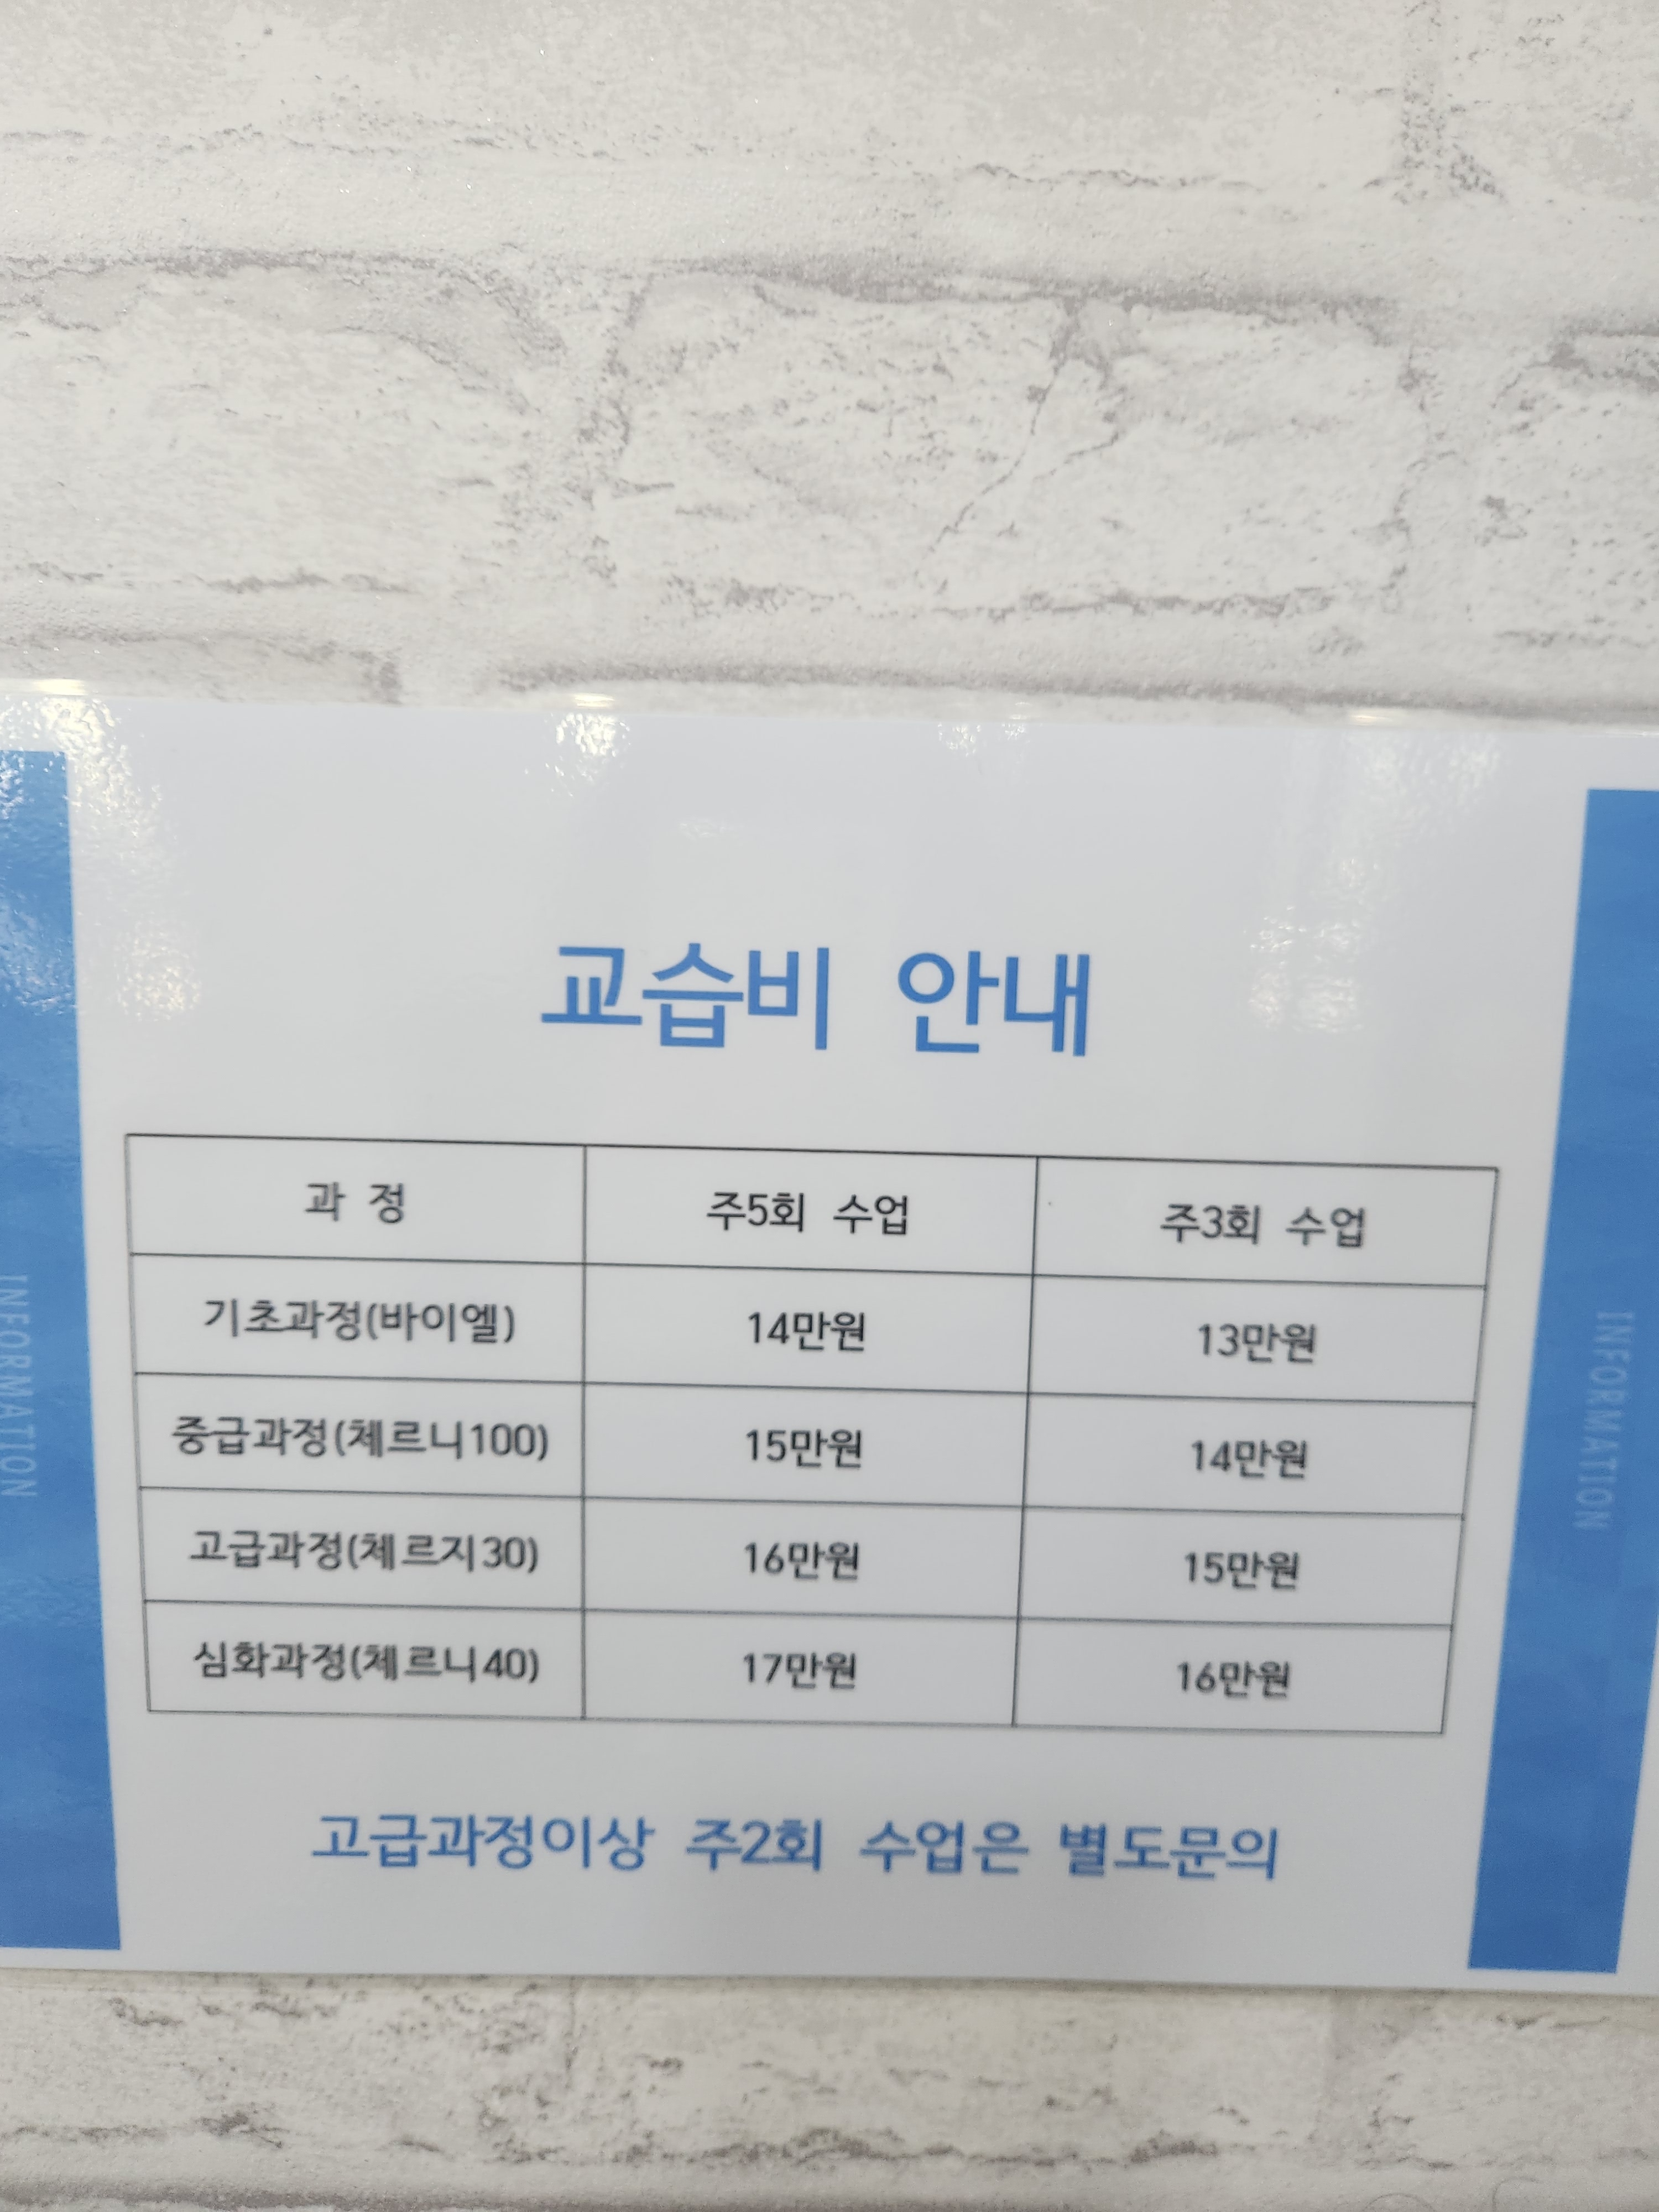 교습비 안내
과 정 주5회 수업 주3회 수업
기초과정(바이엘) 14만원 13만원
중급과정(체르니100) 15만원 14만원
고급과정(체르지30) 16만원 15만원
심화과정(체르니40) 17만원 16만원
고급과정이상 주2회 수업은 별도문의
INFORMATION
INFORMATION